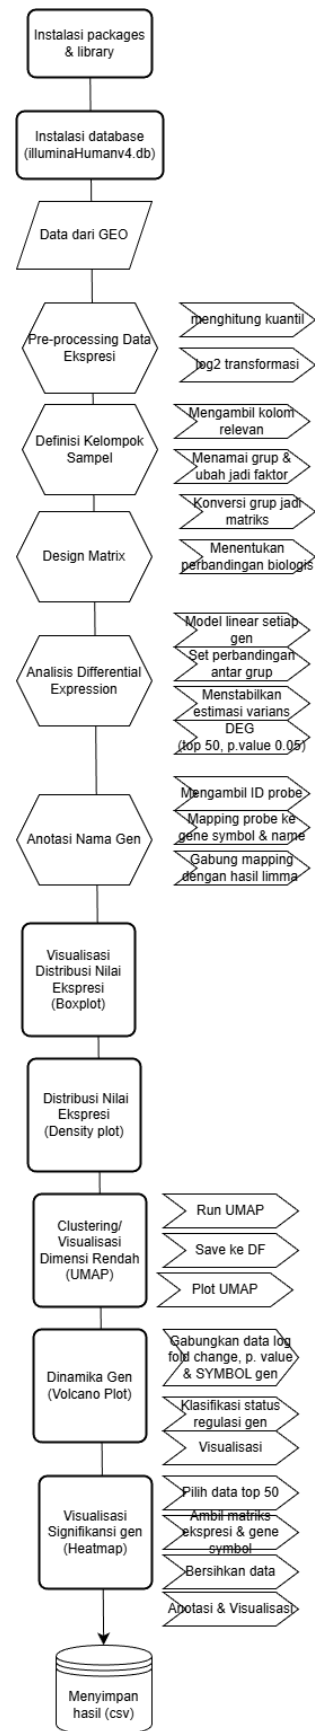 Instalasi packages
& library
Instalasi database
(illuminaHumanv4.db)
Data dari GEO
Pre-processing Data
Ekspresi
menghitung kuantil
log2 transformasi
Definisi Kelompok
Sampel
Mengambil kolom
relevan
Menamai grup &
ubah jadi faktor
Design Matrix
Konversi grup jadi
matriks
Menentukan
perbandingan biologis
Analisis Differential
Expression
Model linear setiap
gen
Set perbandingan
antar grup
Menstabilkan
estimasi varians
DEG
(top 50, p.value 0.05)
Anotasi Nama Gen
Mengambil ID probe
Mapping probe ke
gene symbol & name
Gabung mapping
dengan hasil limma
Visualisasi
Distribusi Nilai
Ekspresi
(Boxplot)
Distribusi Nilai
Ekspresi
(Density plot)
Clustering/
Visualisasi
Dimensi Rendah
(UMAP)
Run UMAP
Save ke DF
Plot UMAP
Dinamika Gen
(Volcano Plot)
Gabungkan data log
fold change, p. value
& SYMBOL gen
Klasifikasi status
regulasi gen
Visualisasi
Visualisasi
Signifikansi gen
(Heatmap)
Pilih data top 50
Ambil matriks
ekspresi & gene
symbol
Bersihkan data
Anotasi & Visualisasi
Menyimpan
hasil (csv)